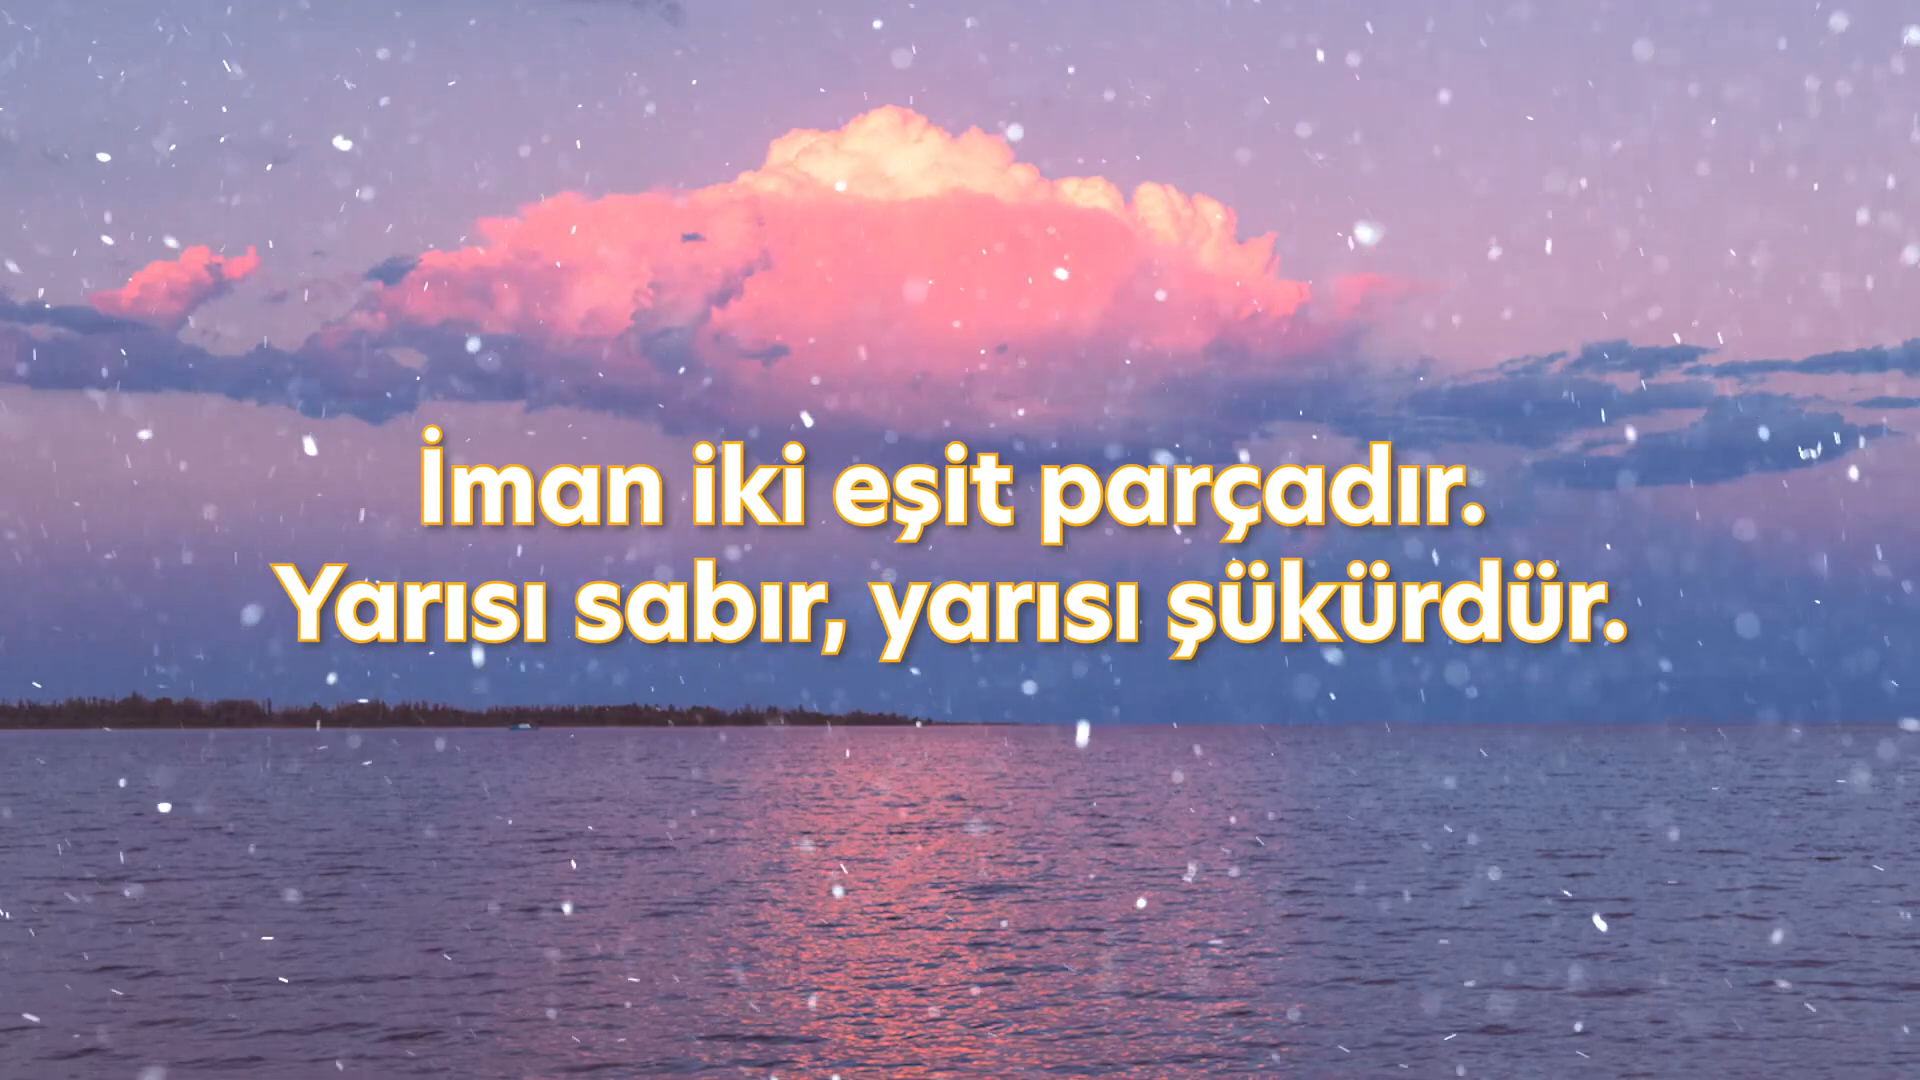 İman iki eşit parçadır.
Yarısı sabır, yarısı şükürdür.